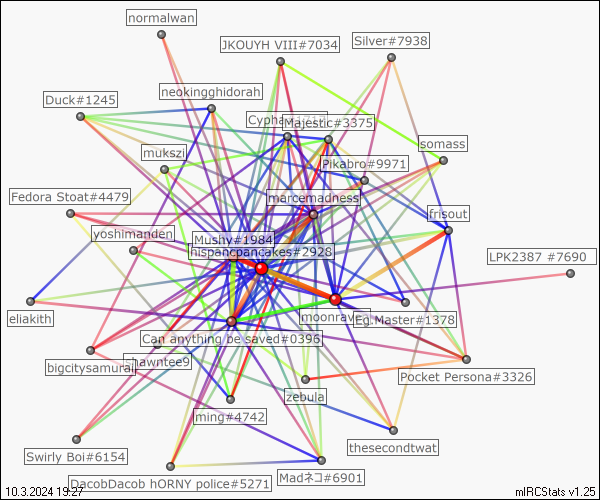 normalwan
JKOUYH VIII#7034
Silver#7938
neokingghidorah
Duck#1245
Majestic#3375
somass
mukszi
Pikabro#9971
marcemadness
Fedora Stoat#4479
frisout
yoshimanden
Mushy#1984
hispancpancakes#2928
LPK2387 #7690
eliakith
Eg.Master#1378
Can anything be saved#0396
bigcitysamurai
Pocket Persona#3326
zebula
ming#4742
thesecondtwat
Swirly Boi#6154
DacobDacob hORNY police#5271
Madネコ#6901
10.3.2024 19:27
mIRCStats v1.25